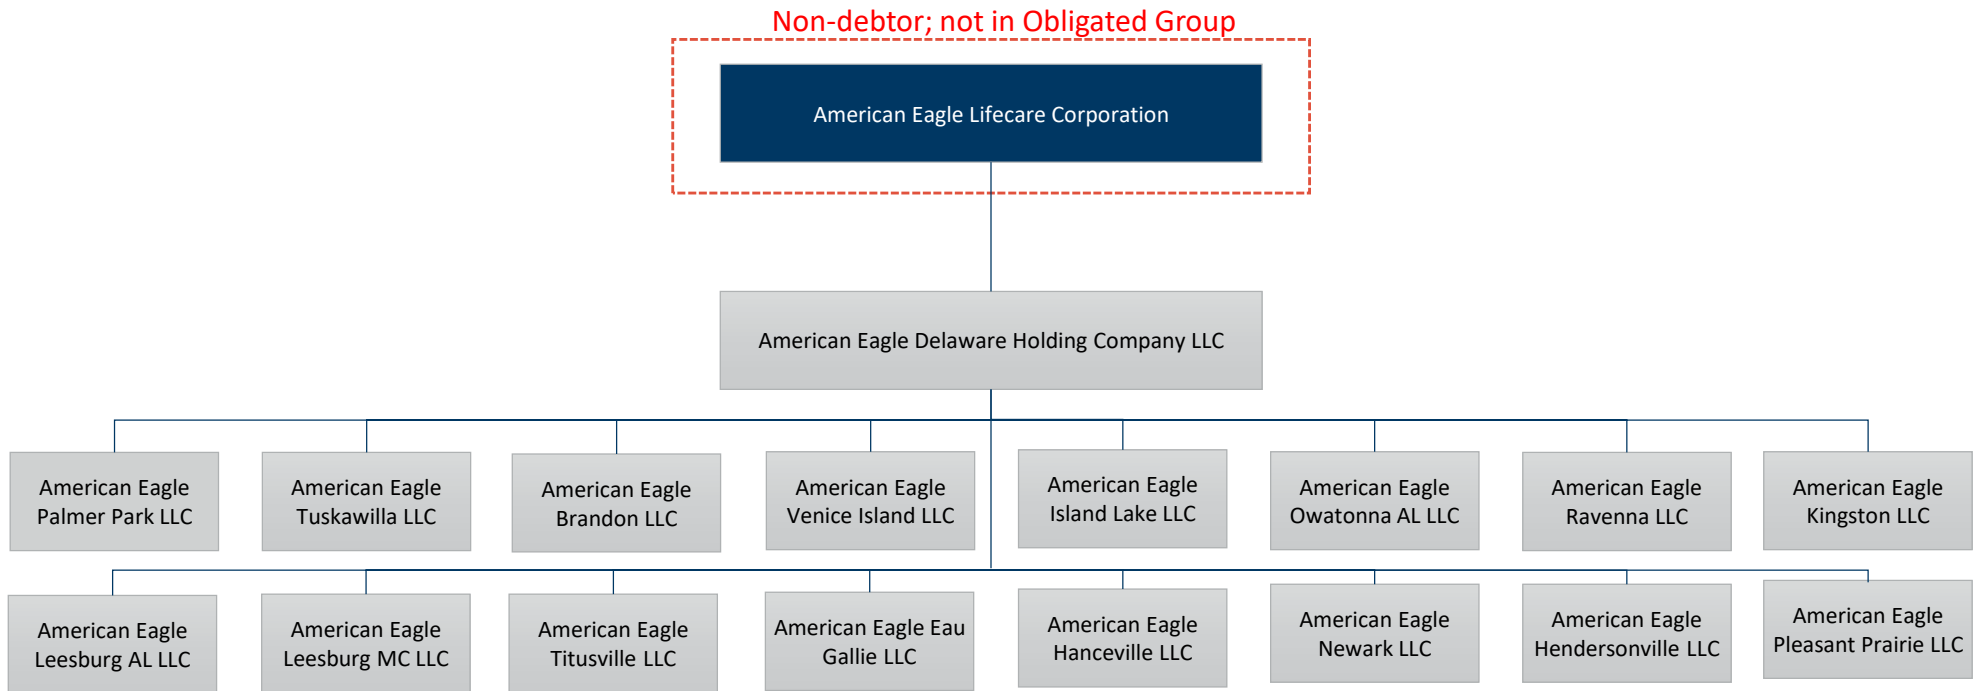 Non-debtor; not in Obligated Group
American Eagle Lifecare Corporation
American Eagle Delaware Holding Company LLC
American Eagle
Palmer Park LLC
American Eagle
Tuskawilla LLC
American Eagle
Brandon LLC
American Eagle
Venice Island LLC
American Eagle
Island Lake LLC
American Eagle
Owatonna AL LLC
American Eagle
Ravenna LLC
American Eagle
Kingston LLC
American Eagle
Leesburg AL LLC
American Eagle
Leesburg MC LLC
American Eagle
Titusville LLC
American Eagle Eau
Gallie LLC
American Eagle
Hanceville LLC
American Eagle
Newark LLC
American Eagle
Hendersonville LLC
American Eagle
Pleasant Prairie LLC